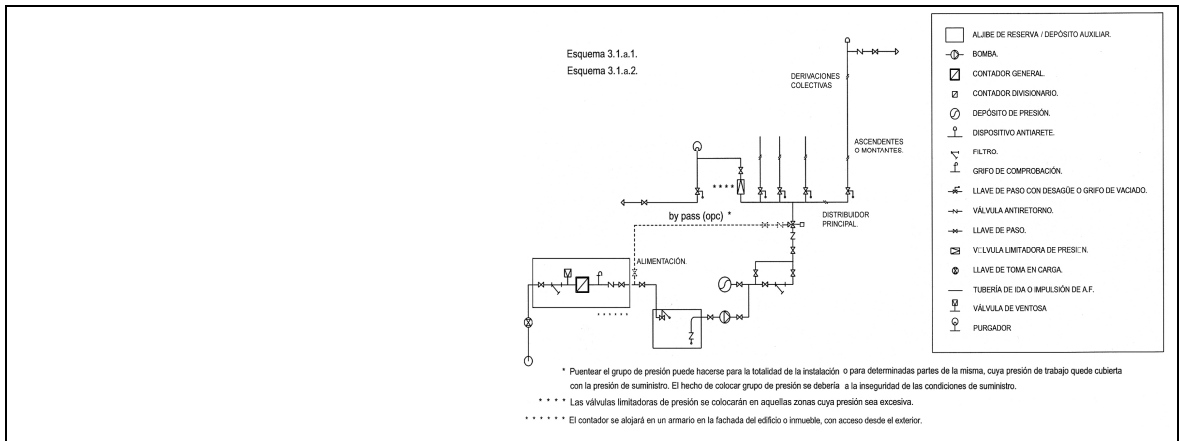 Esquema 3.1.a.1.
Esquema 3.1.a.2.
DERIVACIONES
COLECTIVAS
ASCENDENTES
O MONTANTES.
* * * *
DISTRIBUIDOR
PRINCIPAL.
by pass (opc) *
ALIMENTACIÓN.
* * * * * *
ALJIBE DE RESERVA / DEPÓSITO AUXILIAR.
BOMBA.
CONTADOR GENERAL.
CONTADOR DIVISIONARIO.
DEPÓSITO DE PRESIÓN.
DISPOSITIVO ANTIARETE.
FILTRO.
GRIFO DE COMPROBACIÓN.
LLAVE DE PASO CON DESAGÜE O GRIFO DE VACIADO.
VÁLVULA ANTIRETORNO.
LLAVE DE PASO.
V□LVULA LIMITADORA DE PRESI□N.
LLAVE DE TOMA EN CARGA.
TUBERÍA DE IDA O IMPULSIÓN DE A.F.
VÁLVULA DE VENTOSA
PURGADOR
* Puentear el grupo de presión puede hacerse para la totalidad de la instalación o para determinadas partes de la misma, cuya presión de trabajo quede cubierta
con la presión de suministro. El hecho de colocar grupo de presión se debería a la inseguridad de las condiciones de suministro.
* * * * Las válvulas limitadoras de presión se colocarán en aquellas zonas cuya presión sea excesiva.
* * * * * * El contador se alojará en un armario en la fachada del edificio o inmueble, con acceso desde el exterior.